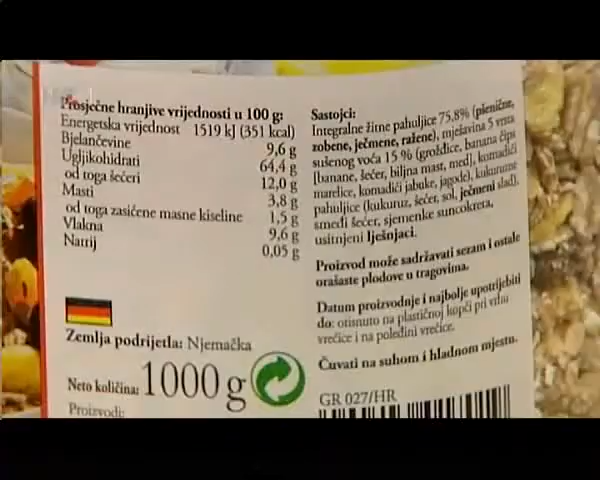 Prosječne hranjive vrijednosti u 100 g:
Energetska vrijednost 1519 kJ (351 kcal)
Bjelančevine 9,6 g
Ugljikohidrati 64,4 g
od toga šećeri 12,0 g
Masti 3,8 g
od toga zasićene masne kiseline 1,5 g
Vlakna 9,6 g
Natrij 0,05 g
Zemlja podrijetla: Njemačka
Neto količina: 1000 g
Proizvodi:
Sastojci:
Integralne žitne pahuljice 75,8% (pšenične,
zobene, ječmene, ražene), mješavina 5 vrsta
sušenog voća 15 % (grožđice, banana čips
[banane, šećer, biljna mast, med], komadići
marelice, komadići jabuke, jagode), kukuruzne
pahuljice (kukuruz, šećer, sol, ječmeni slad),
smeđi šećer, sjemenke suncokreta,
usitnjeni lješnjaci.
Proizvod može sadržavati sezam i ostale
orašaste plodove u tragovima.
Datum proizvodnje i najbolje upotrijebiti
do: otisnuto na plastičnoj kopči pri vrhu
vrećice i na poleđini vrećice.
Čuvati na suhom i hladnom mjestu.
GR 027/HR